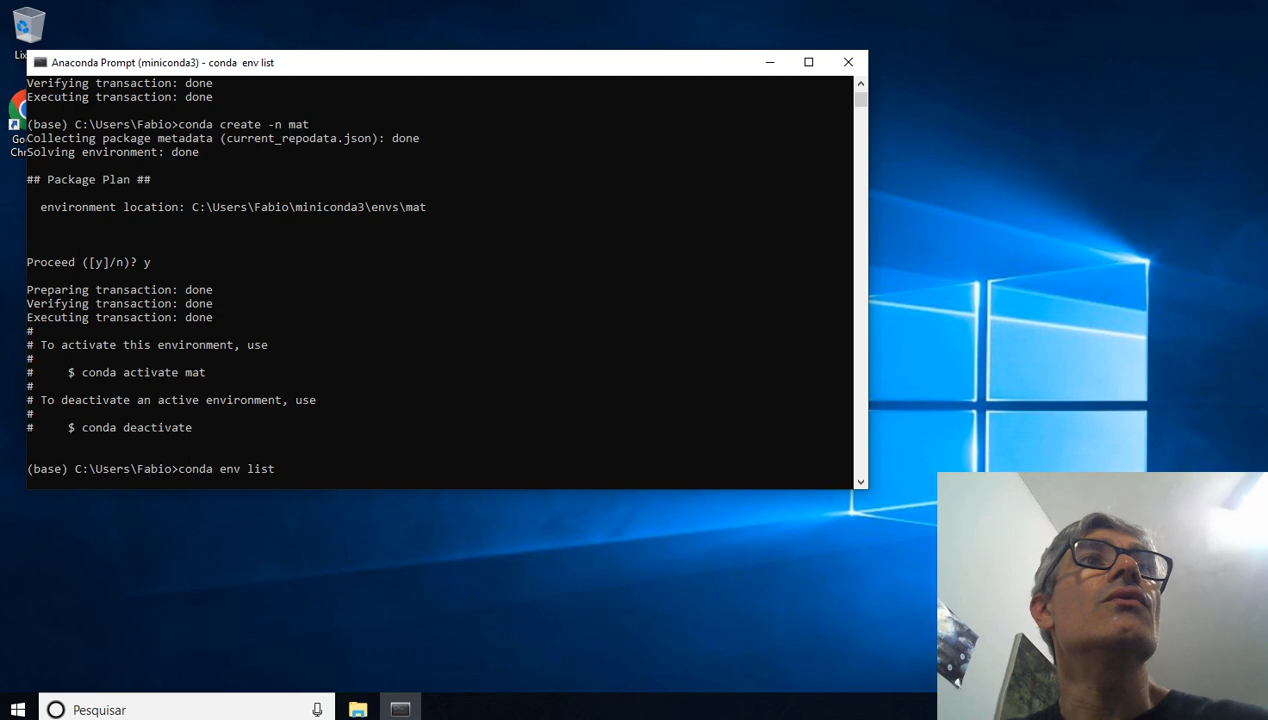 Anaconda Prompt (miniconda3) - conda  env list
Verifying transaction: done
Executing transaction: done
(base) C:\Users\Fabio>conda create -n mat
Collecting package metadata (current_repodata.json): done
Solving environment: done
## Package Plan ##
environment location: C:\Users\Fabio\miniconda3\envs\mat
Proceed ([y]/n)? y
Preparing transaction: done
Verifying transaction: done
Executing transaction: done
#
# To activate this environment, use
#
#     $ conda activate mat
#
# To deactivate an active environment, use
#
#     $ conda deactivate
(base) C:\Users\Fabio>conda env list
Pesquisar